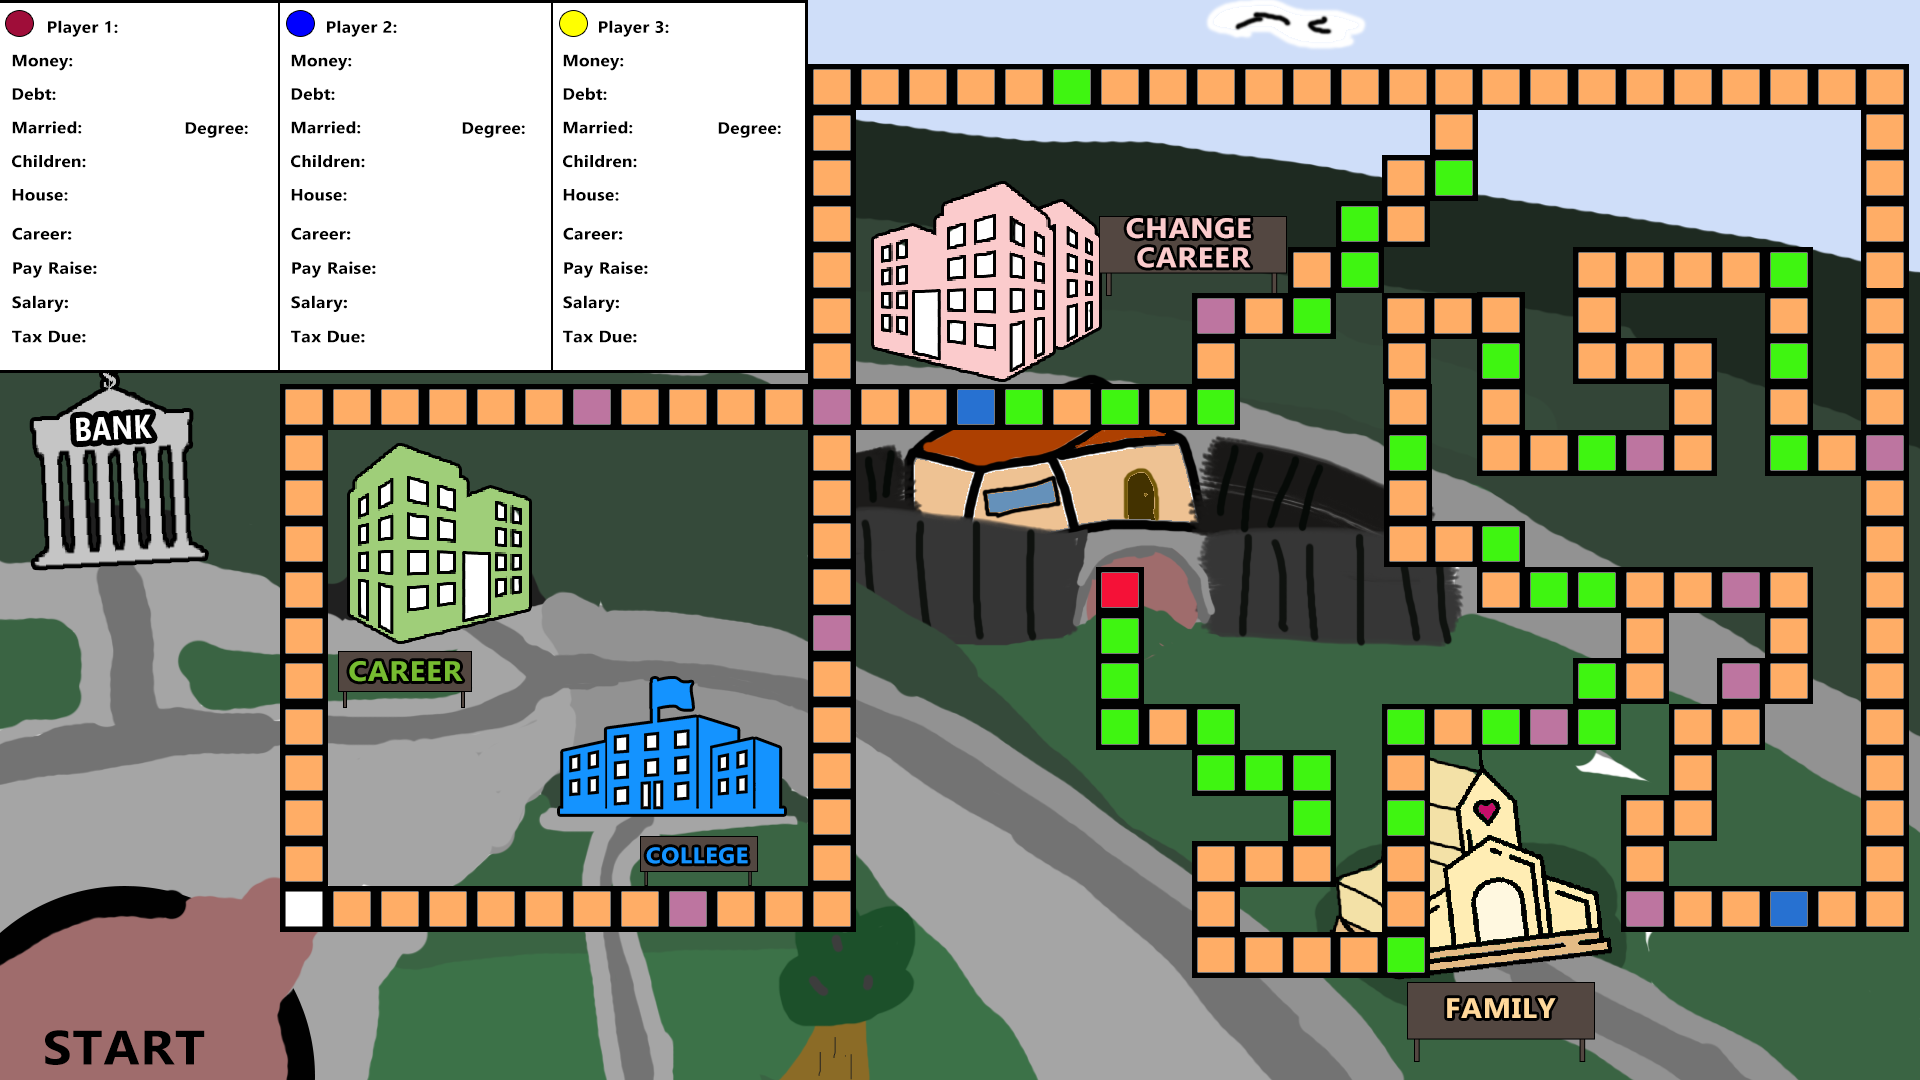 Player 1:
Money:
Debt:
Married: Degree:
Children:
House:
Career:
Pay Raise:
Salary:
Tax Due:
Player 2:
Money:
Debt:
Married: Degree:
Children:
House:
Career:
Pay Raise:
Salary:
Tax Due:
Player 3:
Money:
Debt:
Married: Degree:
Children:
House:
Career:
Pay Raise:
Salary:
Tax Due:
CHANGE
CAREER
$
BANK
CAREER
COLLEGE
FAMILY
START